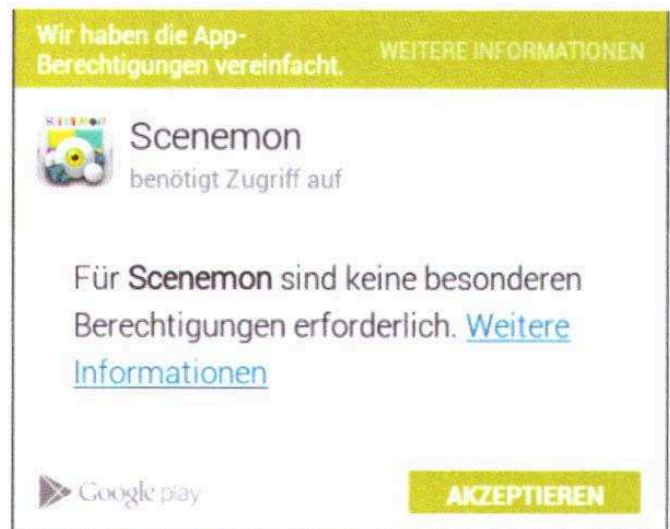 Wir haben die App-
Berechtigungen vereinfacht.
WEITERE INFORMATIONEN
SCENEMON
Scenemon
benötigt Zugriff auf
Für Scenemon sind keine besonderen
Berechtigungen erforderlich. Weitere
Informationen
Google play
AKZEPTIEREN